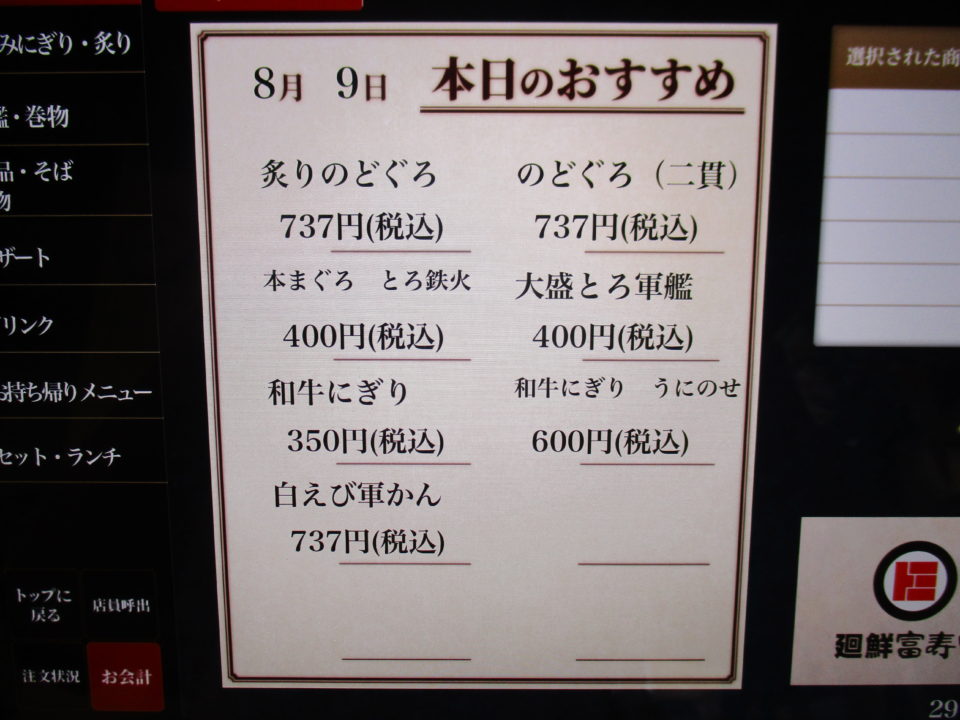 みにぎり・炙り
・巻物
品・そば
物
ザート
リンク
お持ち帰りメニュー
セット・ランチ
トップに
戻る
店員呼出
注文状況
お会計
8月 9日 本日のおすすめ
炙りのどぐろ
737円(税込)
のどぐろ（二貫）
737円(税込)
本まぐろ とろ鉄火
400円(税込)
大盛とろ軍艦
400円(税込)
和牛にぎり
350円(税込)
和牛にぎり うにのせ
600円(税込)
白えび軍かん
737円(税込)
選択された商
廻鮮富寿
29